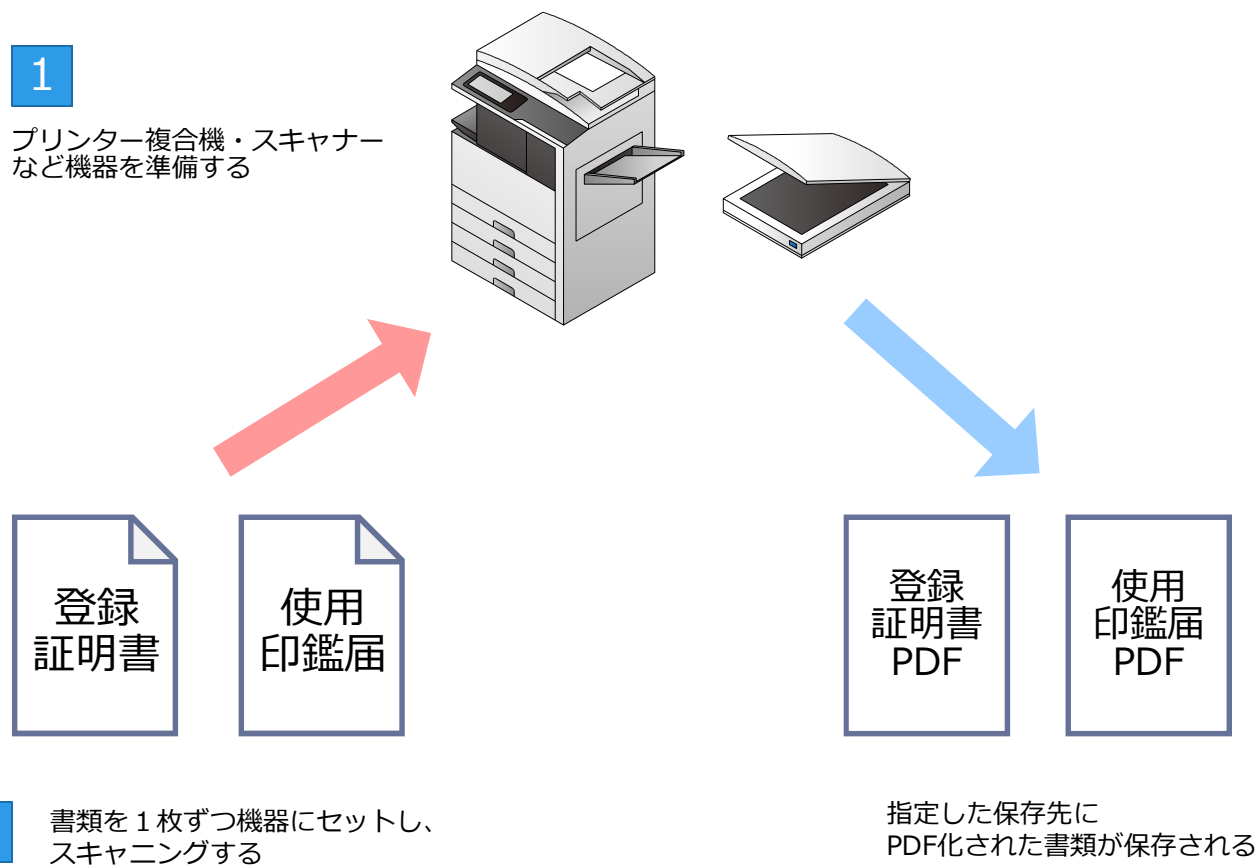 1
プリンター複合機・スキャナー
など機器を準備する
登録
証明書
使用
印鑑届
登録
証明書
PDF
使用
印鑑届
PDF
書類を１枚ずつ機器にセットし、
スキャニングする
指定した保存先に
PDF化された書類が保存される